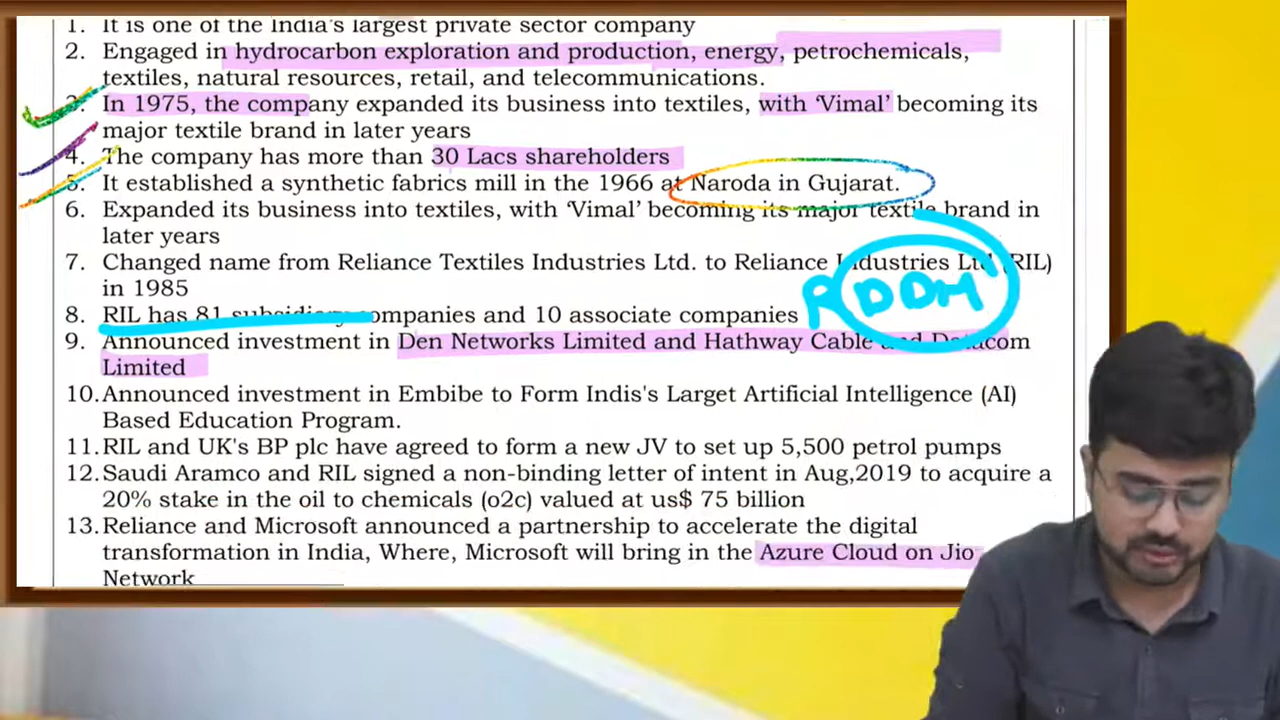 1. It is one of the India's largest private sector company
2. Engaged in hydrocarbon exploration and production, energy, petrochemicals,
textiles, natural resources, retail, and telecommunications.
3. In 1975, the company expanded its business into textiles, with 'Vimal' becoming its
major textile brand in later years
4. The company has more than 30 Lacs shareholders
5. It established a synthetic fabrics mill in the 1966 at Naroda in Gujarat.
6. Expanded its business into textiles, with 'Vimal' becoming its major textile brand in
later years
7. Changed name from Reliance Textiles Industries Ltd. to Reliance Industries Ltd (RIL)
in 1985
8. RIL has 81 subsidiary companies and 10 associate companies
RDDM
9. Announced investment in Den Networks Limited and Hathway Cable and Datacom
Limited
10. Announced investment in Embibe to Form Indis's Larget Artificial Intelligence (AI)
Based Education Program.
11. RIL and UK's BP plc have agreed to form a new JV to set up 5,500 petrol pumps
12. Saudi Aramco and RIL signed a non-binding letter of intent in Aug,2019 to acquire a
20% stake in the oil to chemicals (o2c) valued at us$ 75 billion
13. Reliance and Microsoft announced a partnership to accelerate the digital
transformation in India, Where, Microsoft will bring in the Azure Cloud on Jio
Network